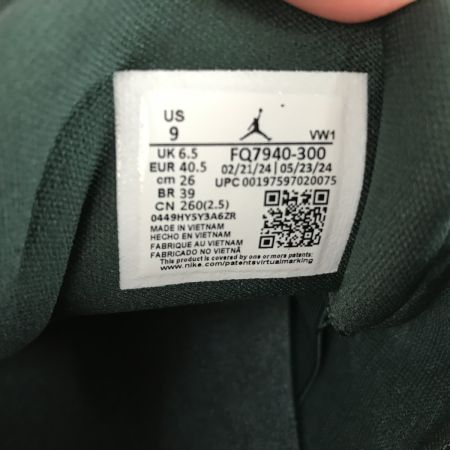 US
9
VW1
UK 6.5
FQ7940-300
EUR 40.5
02/21/24 | 05/23/24
cm 26
UPC 00197597020075
BR 39
CN 260(2.5)
0449HYSY3A6ZR
MADE IN VIETNAM
HECHO EN VIETNAM
FABRIQUE AU VIETNAM
FABRICADO NO VIETNÃ
This product is covered by one or more patents:
www.nike.com/patentsvirtualmarking